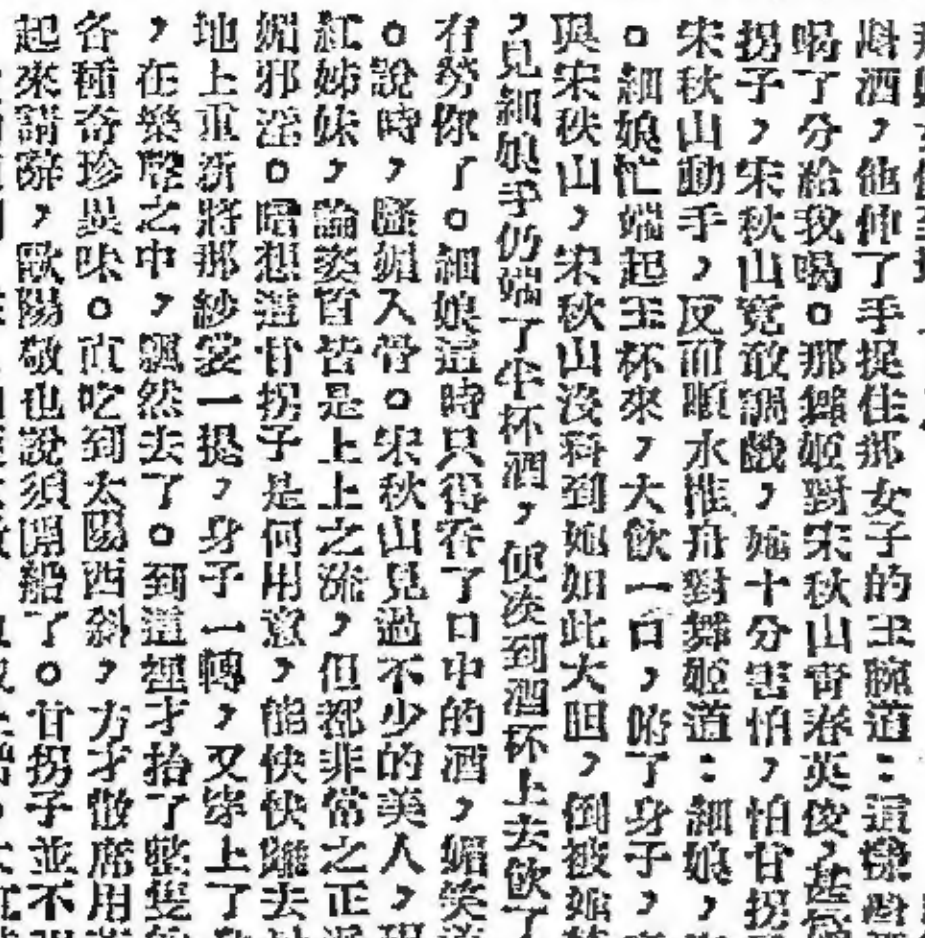 酒,他伸了手捉住那女子的玉腕道:這
喝了分給我喝。那舞姬對宋秋山青春英俊,甚
拐子,宋秋山竟敢調戲,她十分害怕,怕甘拐
宋秋山動手,反而順水推舟對舞姬道:細娘,
。細娘忙端起玉杯來,大飲一口,俯了身子,
與宋秋山,宋秋山沒料到她如此大胆,倒被她
,見細娘手仍端了半杯酒,便次到酒杯上去飲了
有勞你了。細娘這時只得吞了口中的酒,媚笑
。說時,艷媚入骨。宋秋山見過不少的美人,
紅姊妹,論姿首皆是上上之流,但都非常之正
媚邪淫。暗想這甘拐子是何用意,能快快離去
地上重新將那紗裳一提,身子一轉,又穿上了
,在樂聲之中,飄然去了。到這裡才抬了整隻
各種奇珍異味。直吃到太陽西斜,方才散席用
起來請辭,歐陽敬也說須開船了。甘拐子並不